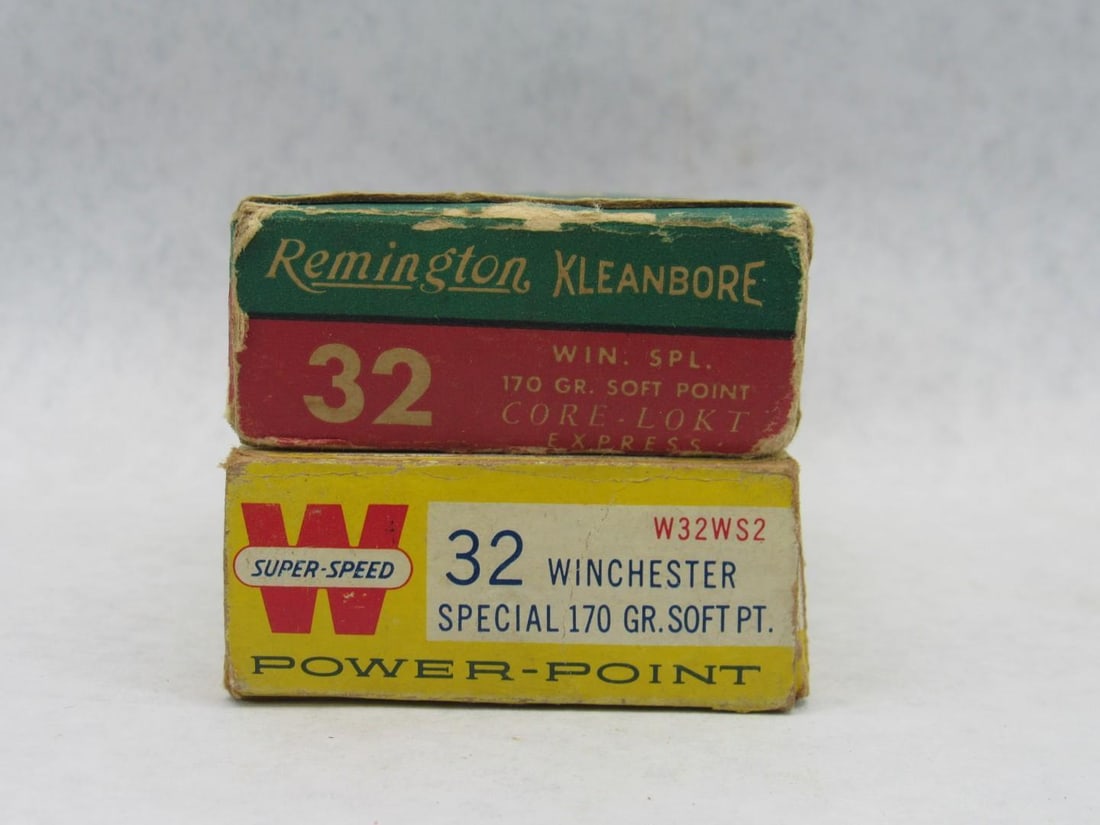 Remington KLEANBORE
32
WIN. SPL.
170 GR. SOFT POINT
CORE-LOKT
EXPRESS
W
SUPER-SPEED
W32WS2
32 WINCHESTER
SPECIAL 170 GR. SOFT PT.
POWER-POINT